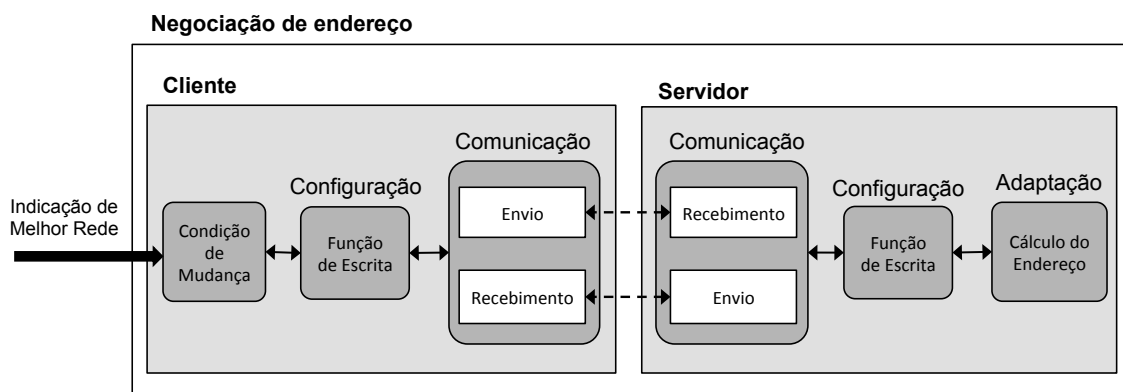 Negociação de endereço
Cliente
Servidor
Comunicação
Comunicação
Configuração
Configuração
Adaptação
Indicação de
Melhor Rede
Condição
de
Mudança
Função
de Escrita
Envio
Recebimento
Recebimento
Envio
Função
de Escrita
Cálculo do
Endereço